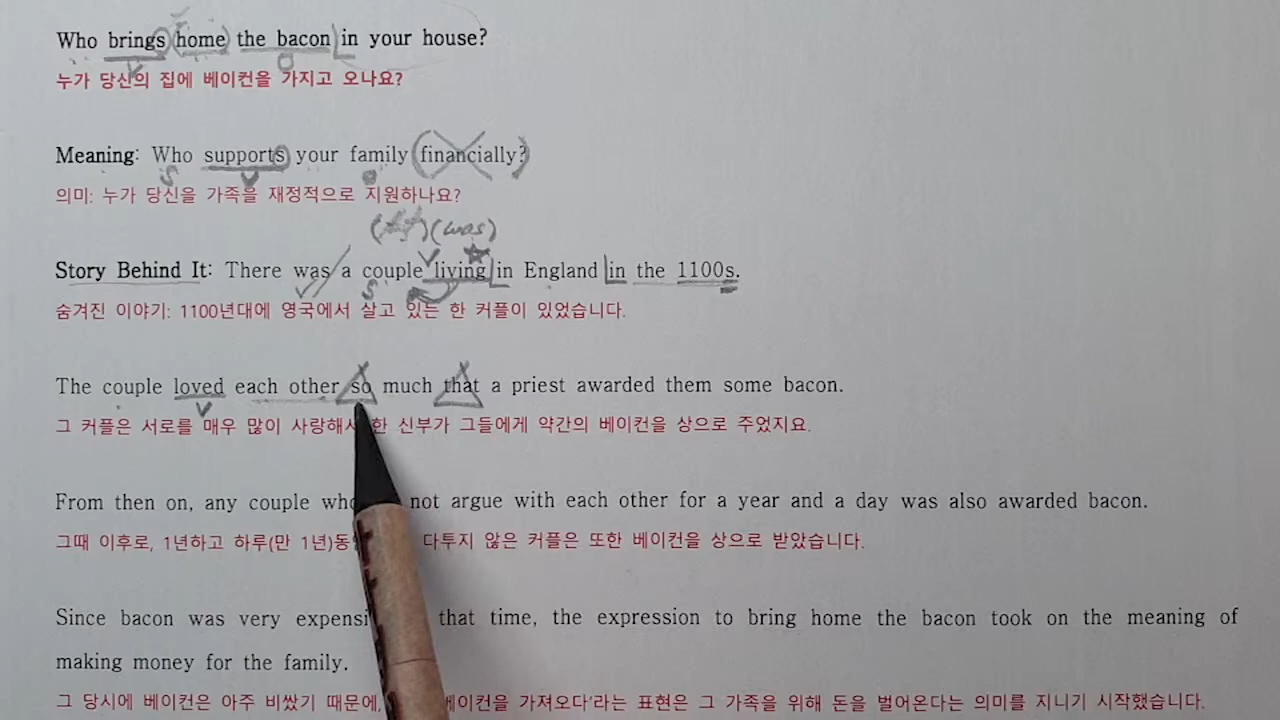 Who brings home the bacon in your house?
누가 당신의 집에 베이컨을 가지고 오나요?
Meaning: Who supports your family financially?
S V
의미: 누가 당신을 가족을 재정적으로 지원하나요?
(was)
Story Behind It: There was a couple living in England in the 1100s.
S
숨겨진 이야기: 1100년대에 영국에서 살고 있는 한 커플이 있었습니다.
The couple loved each other so much that a priest awarded them some bacon.
V
그 커플은 서로를 매우 많이 사랑해서 한 신부가 그들에게 약간의 베이컨을 상으로 주었지요.
From then on, any couple who not argue with each other for a year and a day was also awarded bacon.
그때 이후로, 1년하고 하루(만 1년) 다투지 않은 커플은 또한 베이컨을 상으로 받았습니다.
Since bacon was very that time, the expression to bring home the bacon took on the meaning of
making money for the family.
그 당시에 베이컨은 아주 비쌌기 때문에, 베이컨을 가져오다'라는 표현은 그 가족을 위해 돈을 벌어온다는 의미를 지니기 시작했습니다.